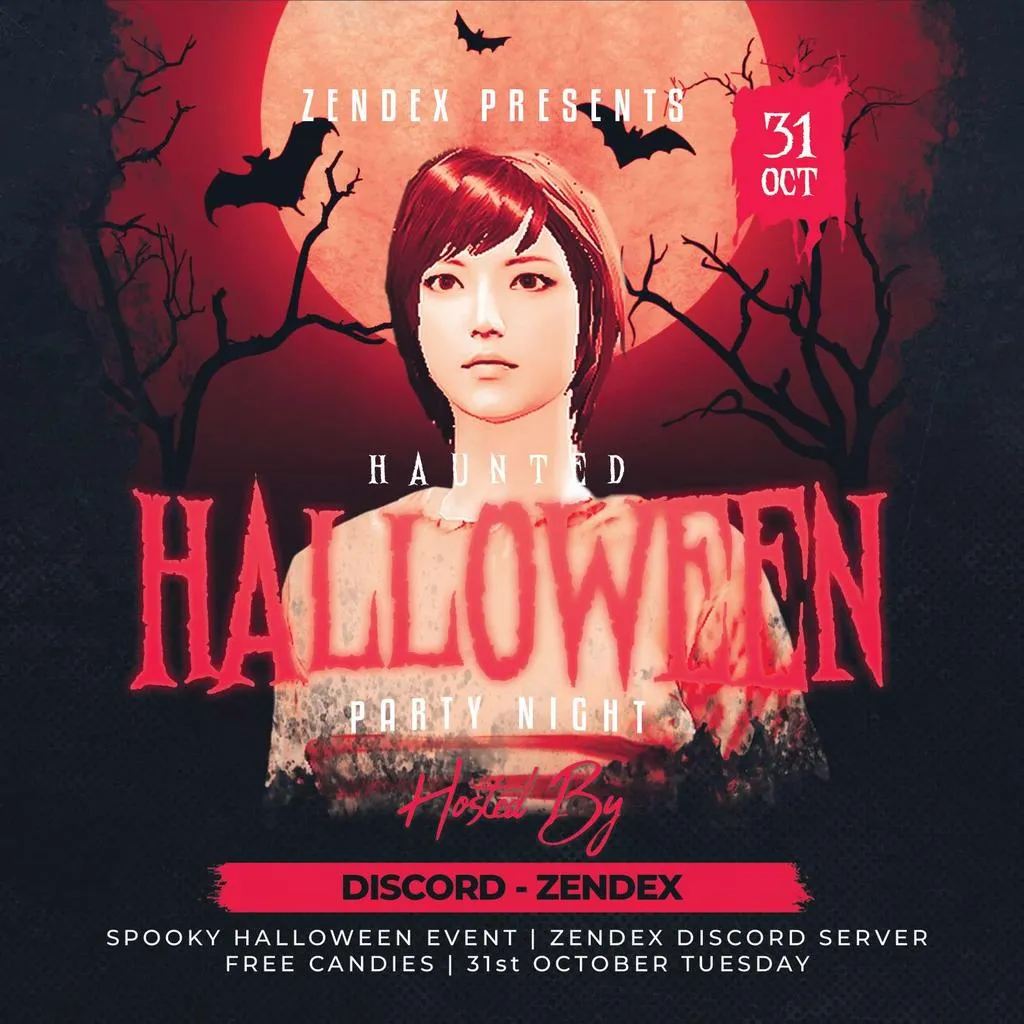 ZENDEX PRESENTS
31
OCT
HAUNTED
HALLOWEEN
PARTY NIGHT
Hosted By
DISCORD - ZENDEX
SPOOKY HALLOWEEN EVENT | ZENDEX DISCORD SERVER
FREE CANDIES | 31st OCTOBER TUESDAY